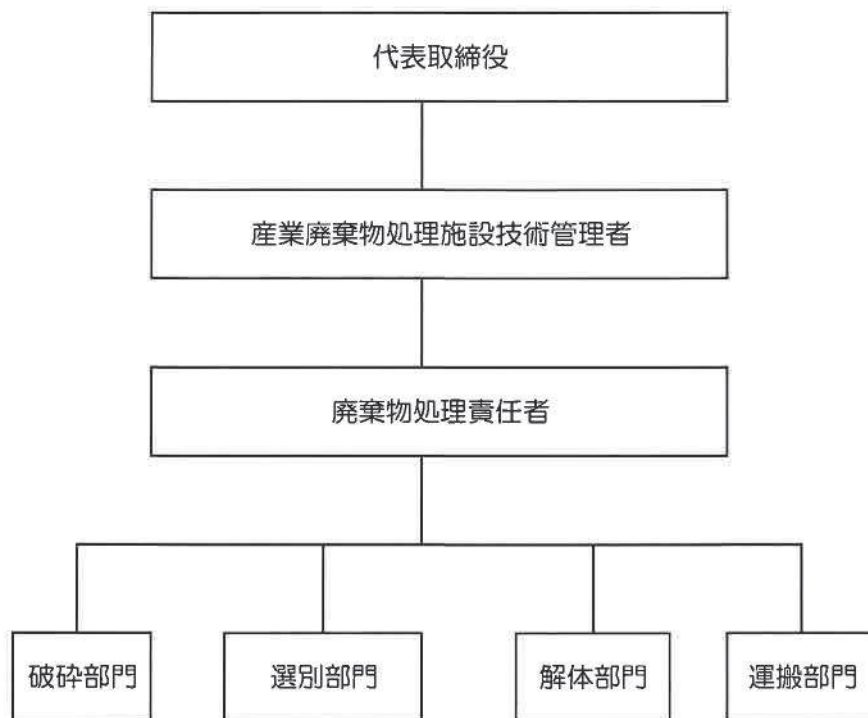 代表取締役
産業廃棄物処理施設技術管理者
廃棄物処理責任者
破砕部門
選別部門
解体部門
運搬部門